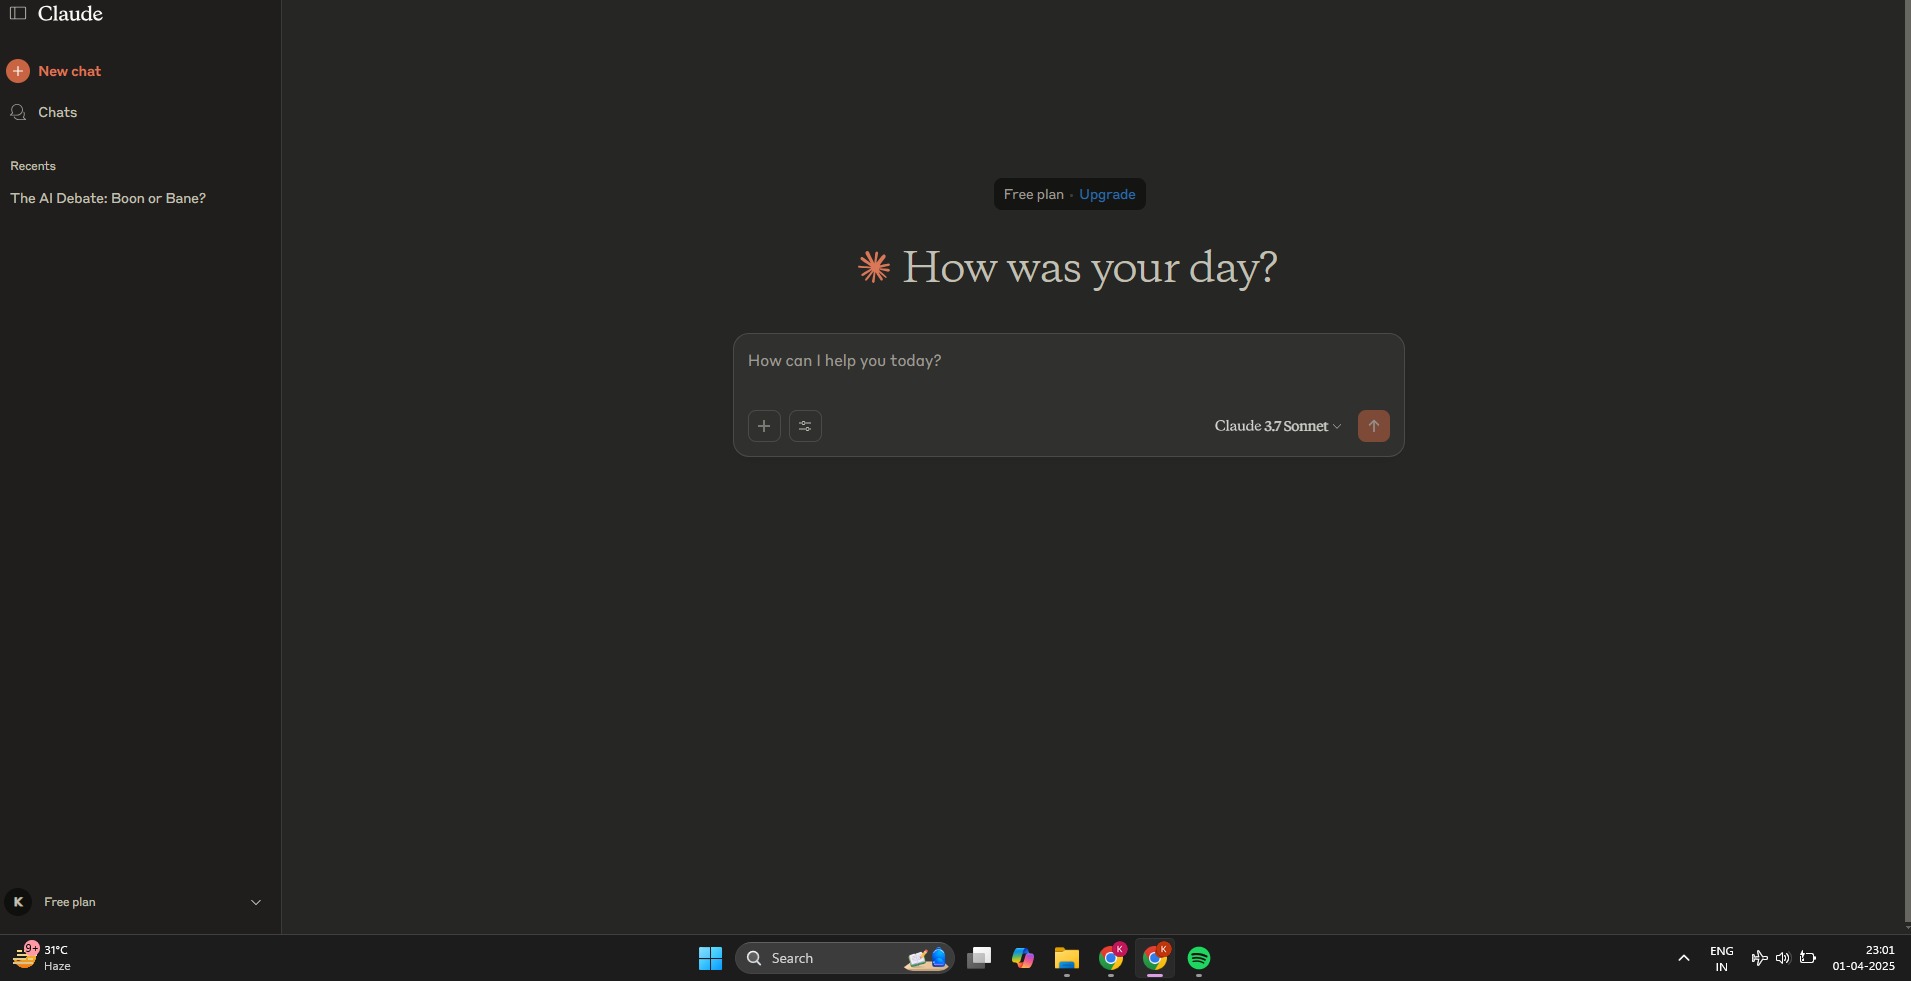 Claude
New chat
Chats
Recents
The AI Debate: Boon or Bane?
Free plan · Upgrade
How was your day?
How can I help you today?
Claude 3.7 Sonnet
K Free plan
9+
31°C
Haze
Search
K
K
ENG
IN
23:01
01-04-2025